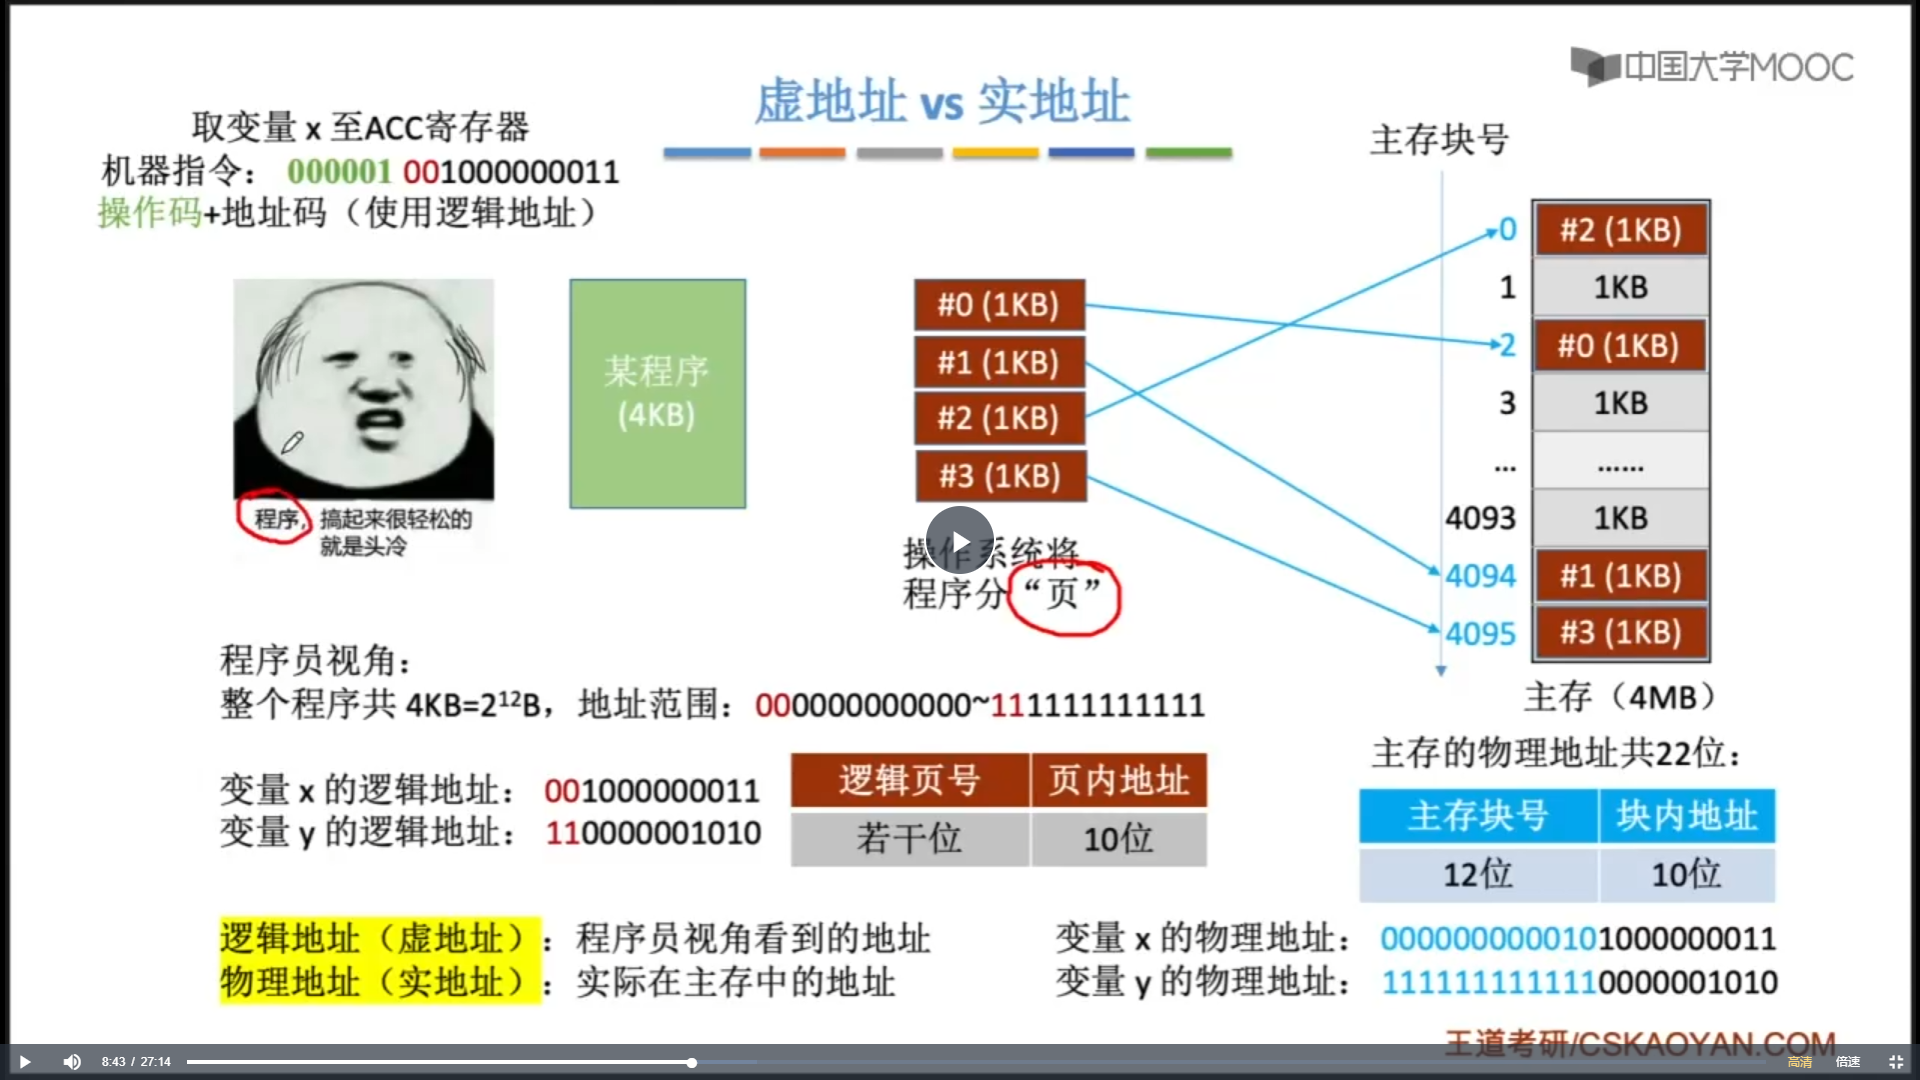 中国大学MOOC
虚地址 vs 实地址
取变量 x 至ACC寄存器
机器指令： 000001 001000000011
操作码+地址码（使用逻辑地址）
程序，搞起来很轻松的
就是头冷
某程序
(4KB)
#0 (1KB)
#1 (1KB)
#2 (1KB)
#3 (1KB)
操作系统将
程序分“页”
主存块号
0 #2 (1KB)
1 1KB
2 #0 (1KB)
3 1KB
... ……
4093 1KB
4094 #1 (1KB)
4095 #3 (1KB)
主存（4MB）
程序员视角：
整个程序共 4KB=2¹²B，地址范围：000000000000~111111111111
变量 x 的逻辑地址： 001000000011
变量 y 的逻辑地址： 110000001010
逻辑页号 页内地址
若干位 10位
主存的物理地址共22位：
主存块号 块内地址
12位 10位
逻辑地址（虚地址）：程序员视角看到的地址
物理地址（实地址）：实际在主存中的地址
变量 x 的物理地址： 0000000000101000000011
变量 y 的物理地址： 1111111111110000001010
王道考研/CSKAOYAN.COM
8:43 / 27:14
高清 倍速